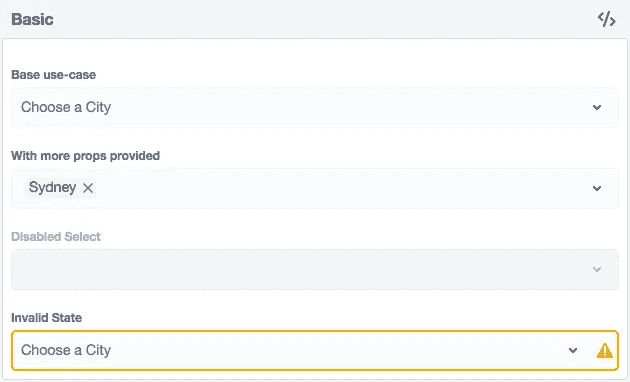 Basic
Base use-case
Choose a City
With more props provided
Sydney
Disabled Select
Invalid State
Choose a City